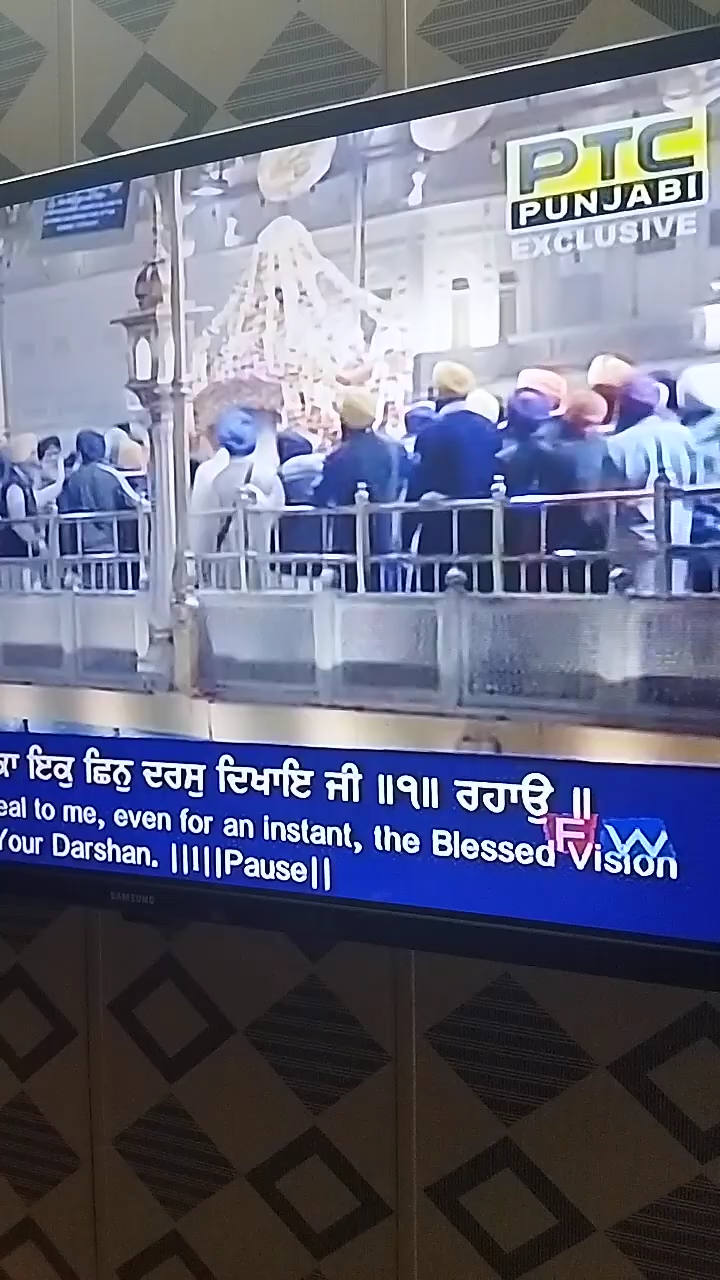 PTC
PUNJABI
EXCLUSIVE
ਇਕੁ ਛਿਨੁ ਦਰਸੁ ਦਿਖਾਇ ਜੀ ॥੧॥ ਰਹਾਉ ॥
eal to me, even for an instant, the Blessed Vision
Your Darshan. ||1||Pause||
F W
SAMSUNG